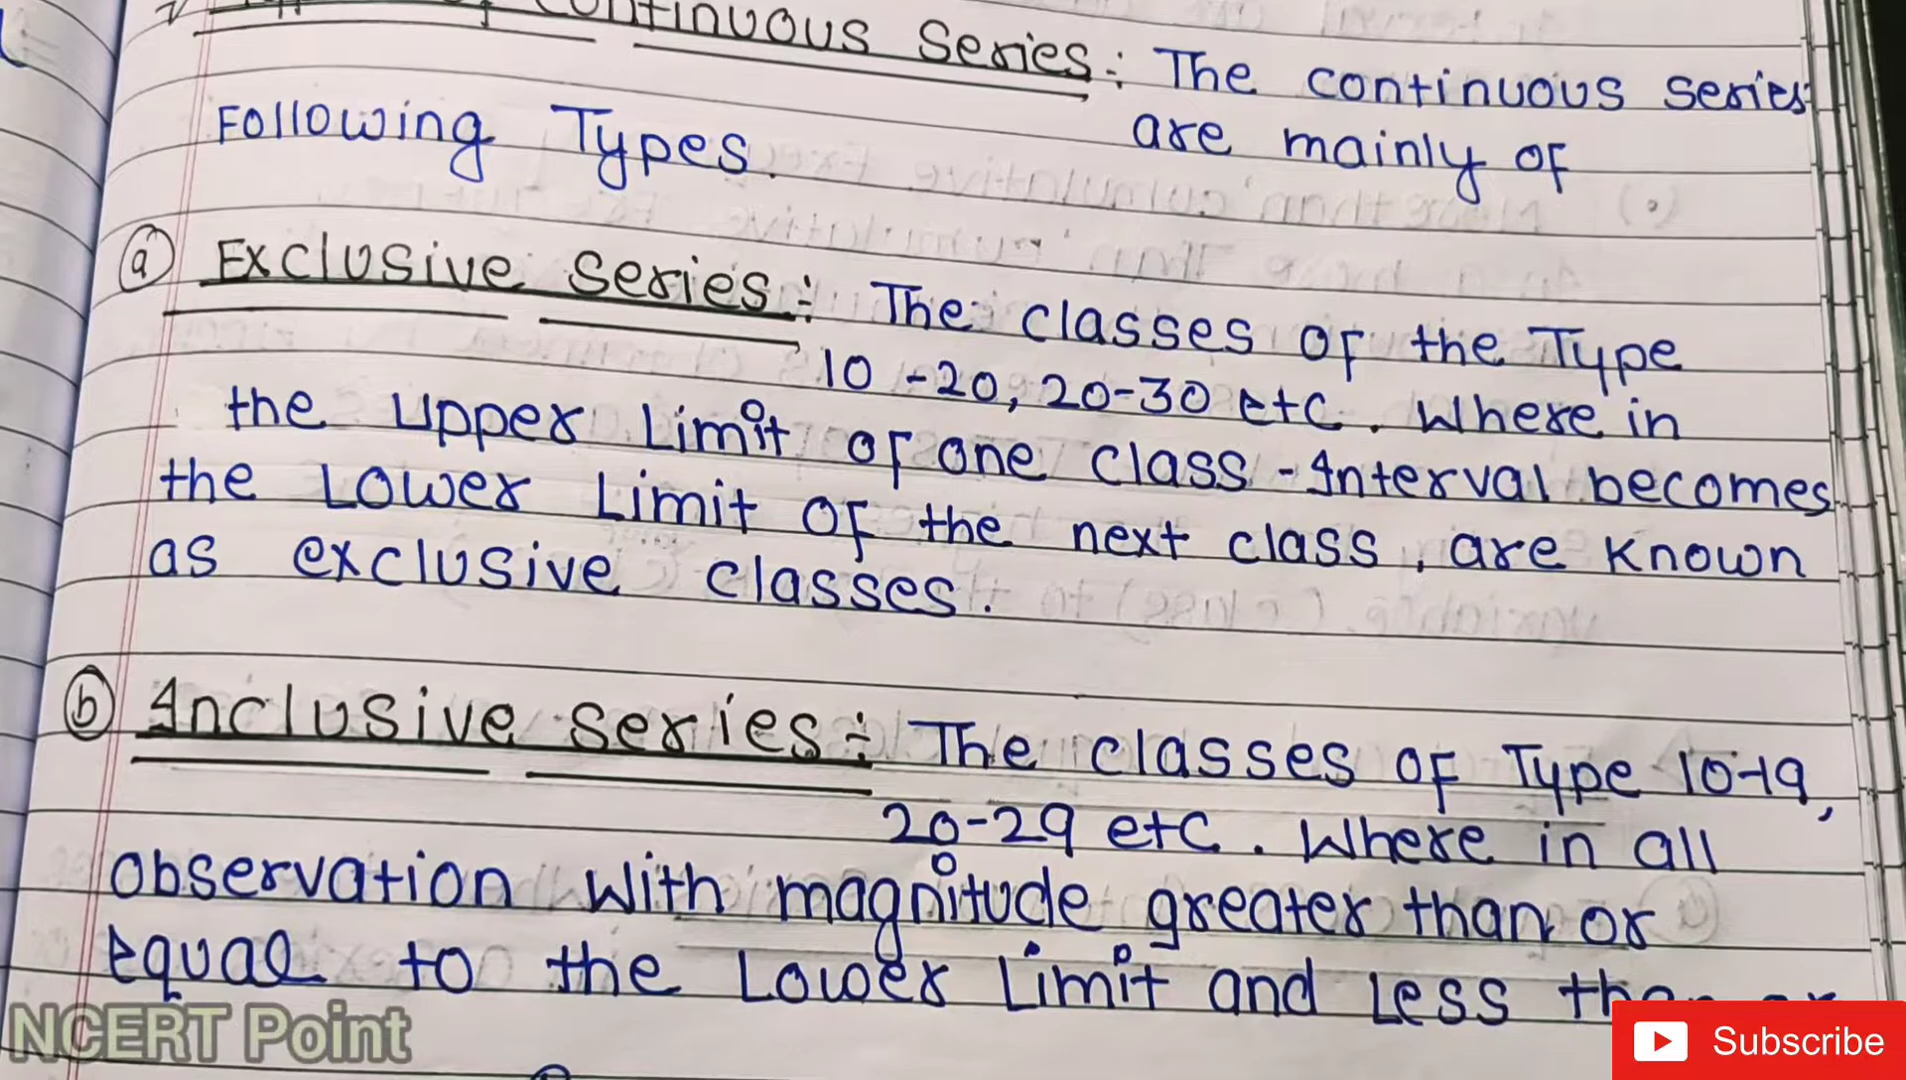 Continuous Series : The continuous series
are mainly of
Following Types.
(a) Exclusive series : The classes of the Type
10-20, 20-30 etc. Where in
the Upper Limit of one class-Interval becomes
the Lower Limit of the next class, are known
as exclusive classes.
(b) Inclusive series : The classes of Type 10-19,
20-29 etc. Where in all
observation with magnitude greater than or
equal to the Lower Limit and Less than or
NCERT Point
Subscribe